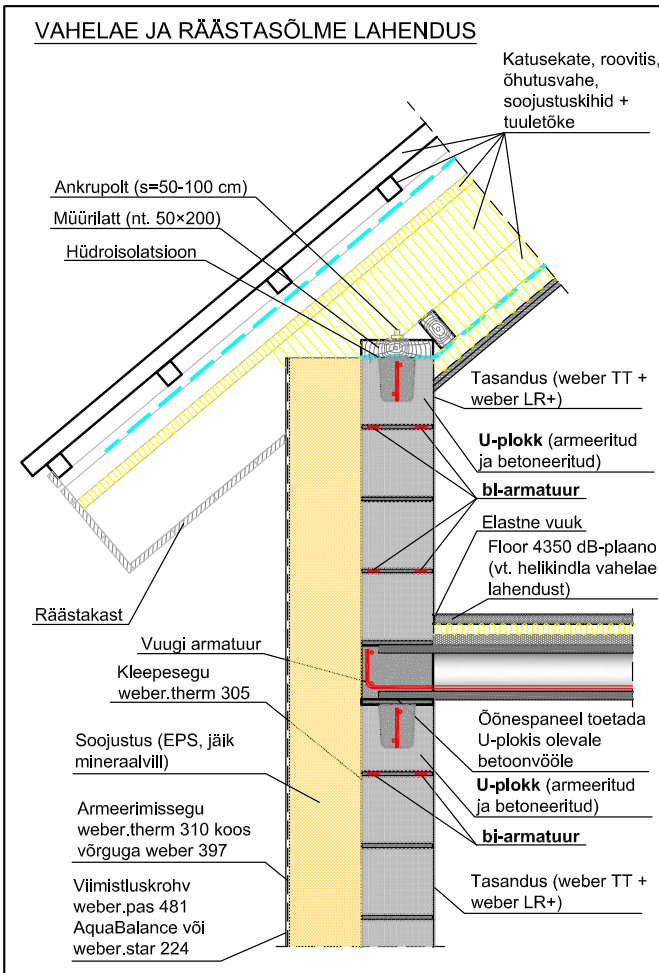 VAHELAE JA RÄÄSTASÕLME LAHENDUS
Katusekate, roovitis,
õhutusvahe,
soojustuskihid +
tuuletõke
Ankrupolt (s=50-100 cm)
Müürilatt (nt. 50×200)
Hüdroisolatsioon
Tasandus (weber TT +
weber LR+)
U-plokk (armeeritud
ja betoneeritud)
bi-armatuur
Elastne vuuk
Floor 4350 dB-plaano
(vt. helikindla vahelae
lahendust)
Räästakast
Vuugi armatuur
Kleepesegu
weber.therm 305
Soojustus (EPS, jäik
mineraalvill)
Armeerimissegu
weber.therm 310 koos
võrguga weber 397
Viimistluskrohv
weber.pas 481
AquaBalance või
weber.star 224
Õõnespaneel toetada
U-plokis olevale
betoonvööle
U-plokk (armeeritud
ja betoneeritud)
bi-armatuur
Tasandus (weber TT +
weber LR+)